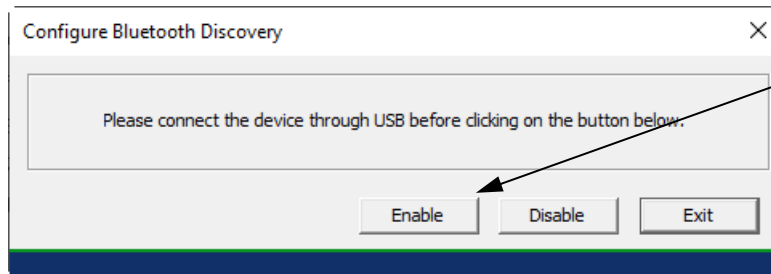 Configure Bluetooth Discovery
Please connect the device through USB before clicking on the button below.
Enable Disable Exit